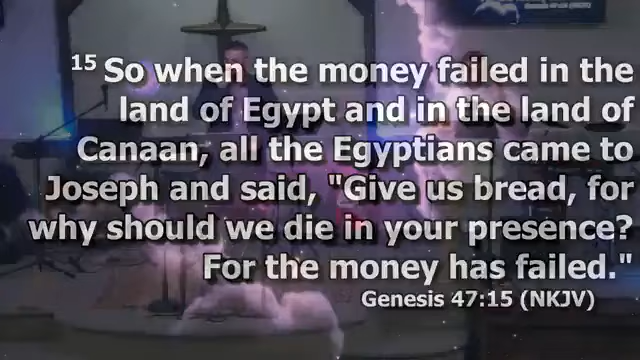 15 So when the money failed in the
land of Egypt and in the land of
Canaan, all the Egyptians came to
Joseph and said, "Give us bread, for
why should we die in your presence?
For the money has failed."
Genesis 47:15 (NKJV)